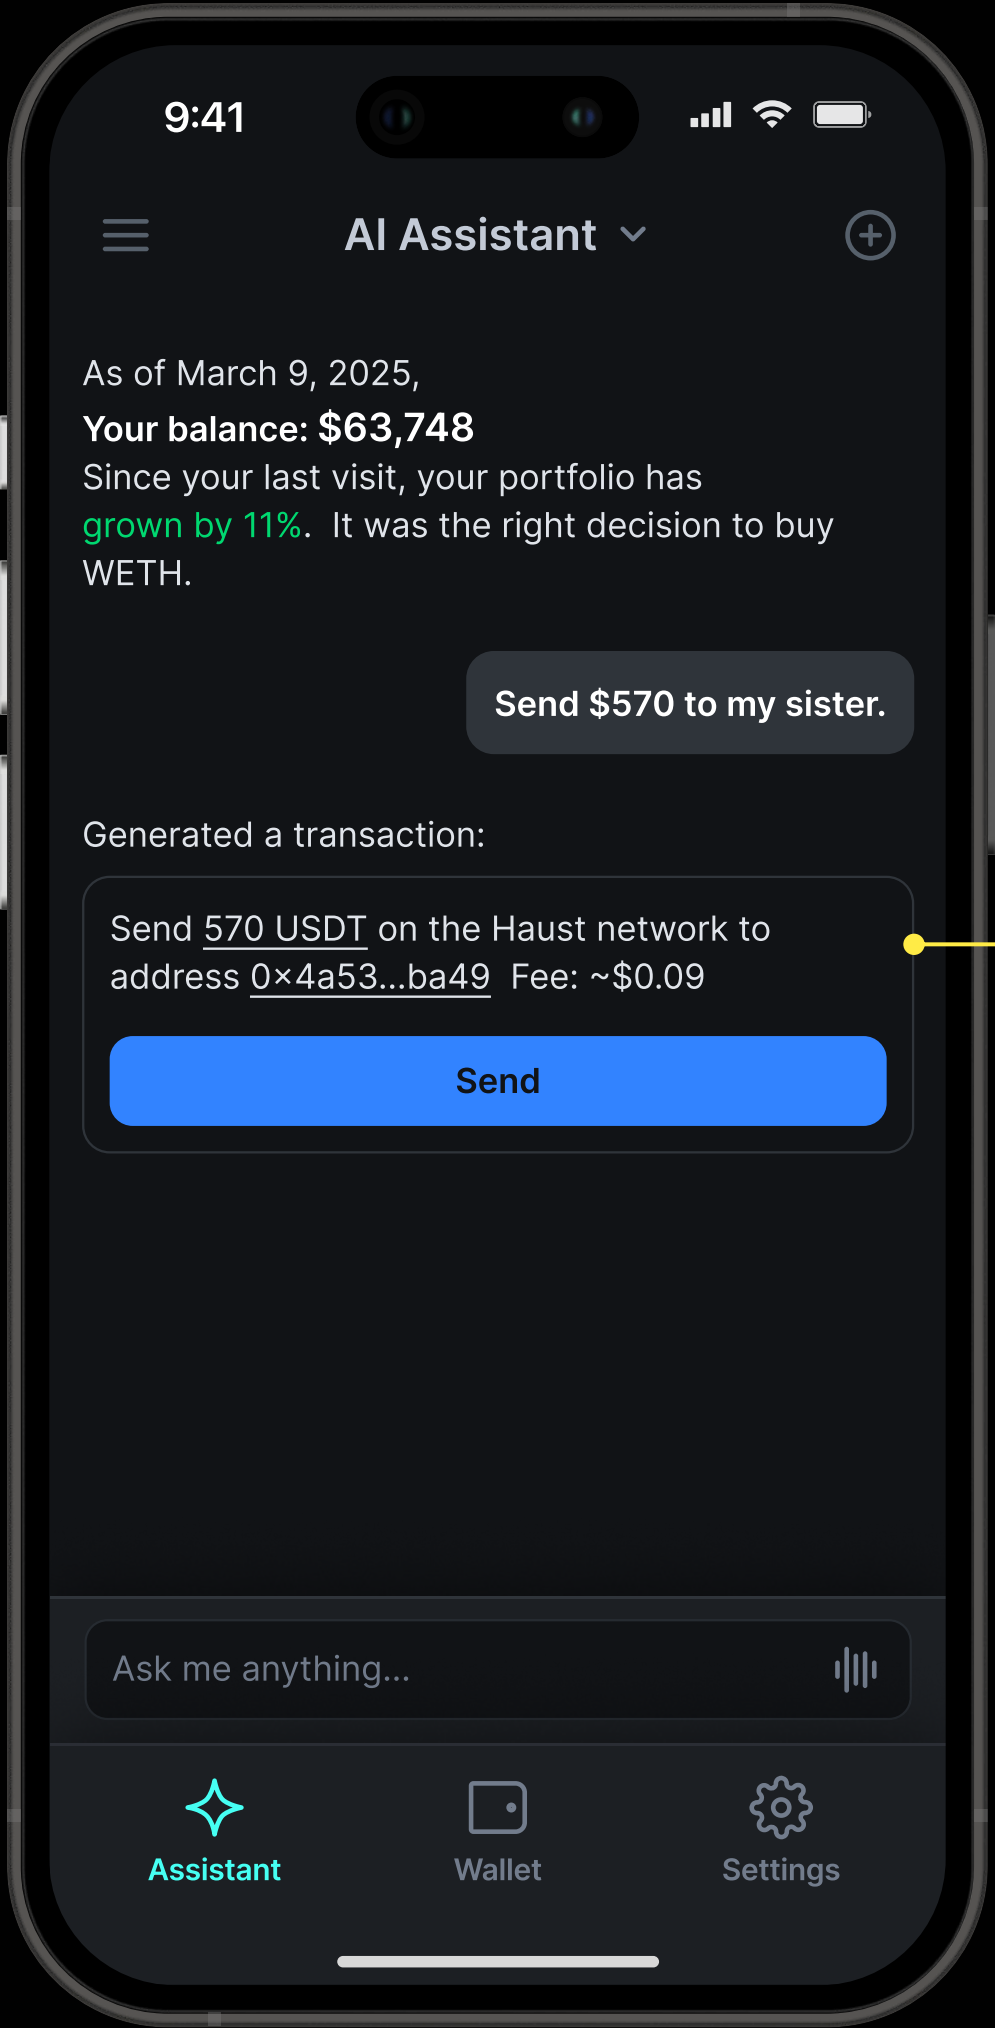 9:41
AI Assistant
As of March 9, 2025,
Your balance: $63,748
Since your last visit, your portfolio has
grown by 11%.  It was the right decision to buy
WETH.
Send $570 to my sister.
Generated a transaction:
Send 570 USDT on the Haust network to
address 0×4a53...ba49  Fee: ~$0.09
Send
Ask me anything...
Assistant
Wallet
Settings